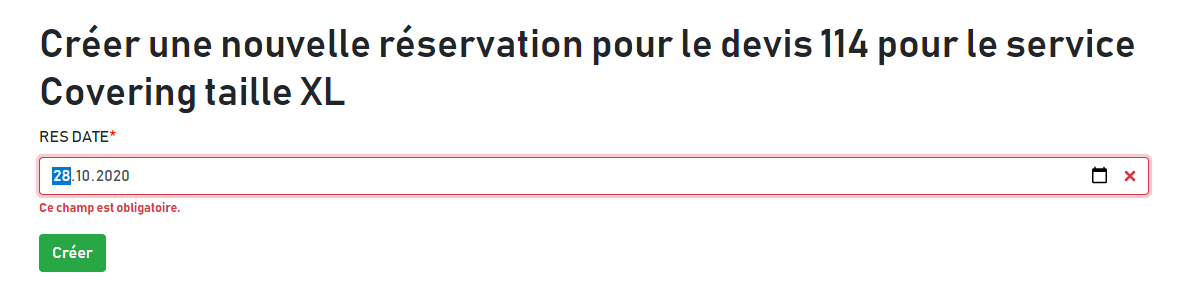 Créer une nouvelle réservation pour le devis 114 pour le service
Covering taille XL
RES DATE*
28.10.2020
Ce champ est obligatoire.
Créer